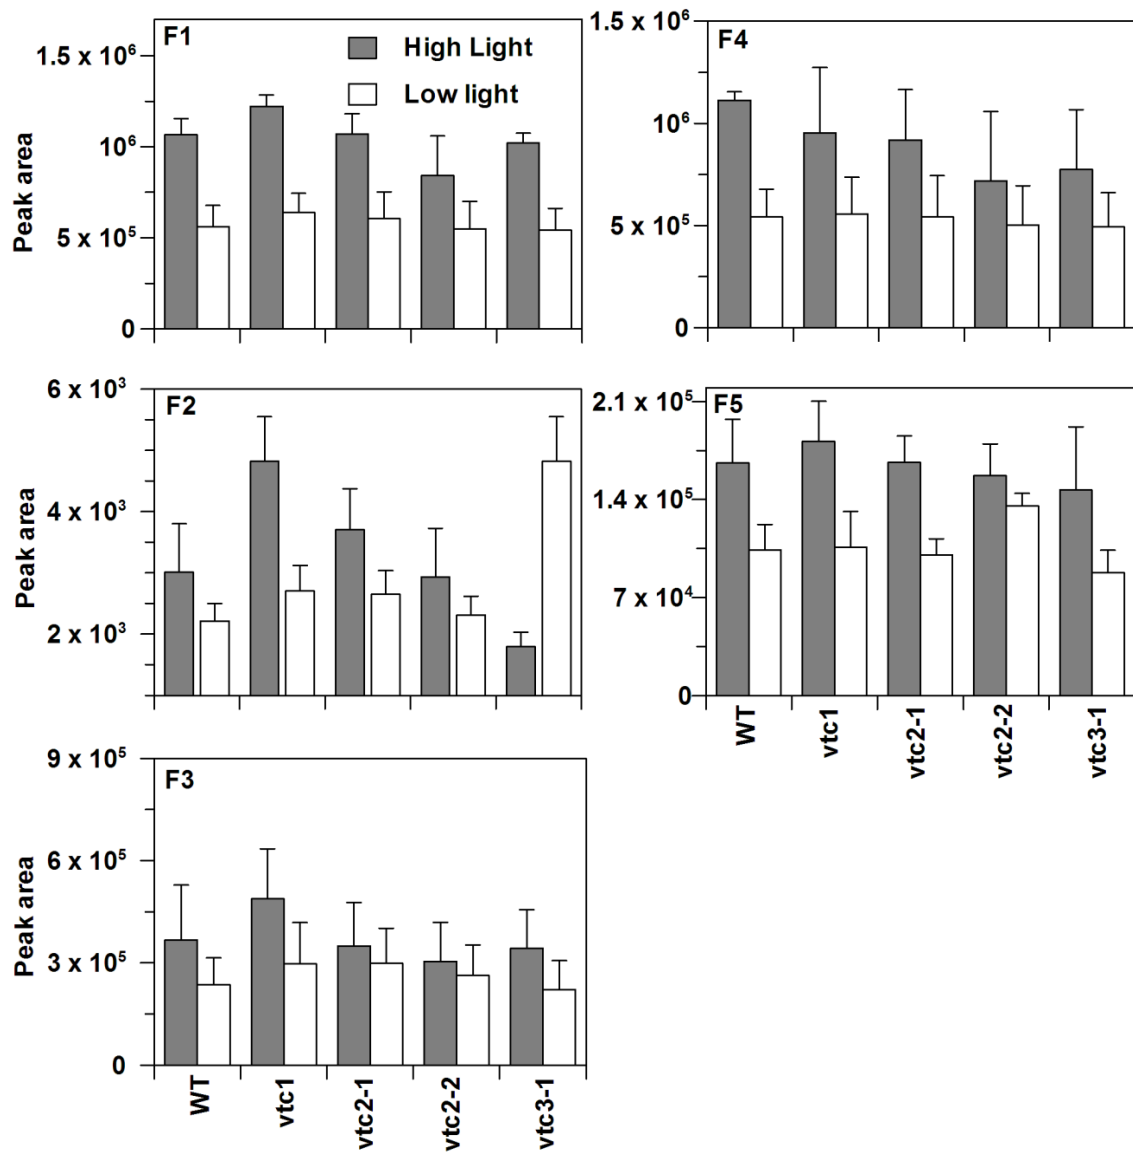 F1
High Light
Low light
Peak area
1.5 x 10⁶
10⁶
5 x 10⁵
0
F4
1.5 x 10⁶
10⁶
5 x 10⁵
0
F2
Peak area
6 x 10³
4 x 10³
2 x 10³
F5
2.1 x 10⁵
1.4 x 10⁵
7 x 10⁴
0
WT
vtc1
vtc2-1
vtc2-2
vtc3-1
F3
Peak area
9 x 10⁵
6 x 10⁵
3 x 10⁵
0
WT
vtc1
vtc2-1
vtc2-2
vtc3-1